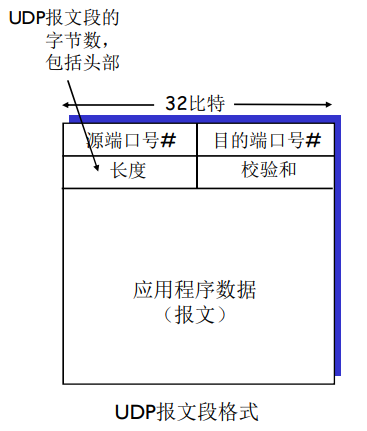 UDP报文段的
字节数,
包括头部
32比特
源端口号# 目的端口号#
长度 校验和
应用程序数据
（报文）
UDP报文段格式